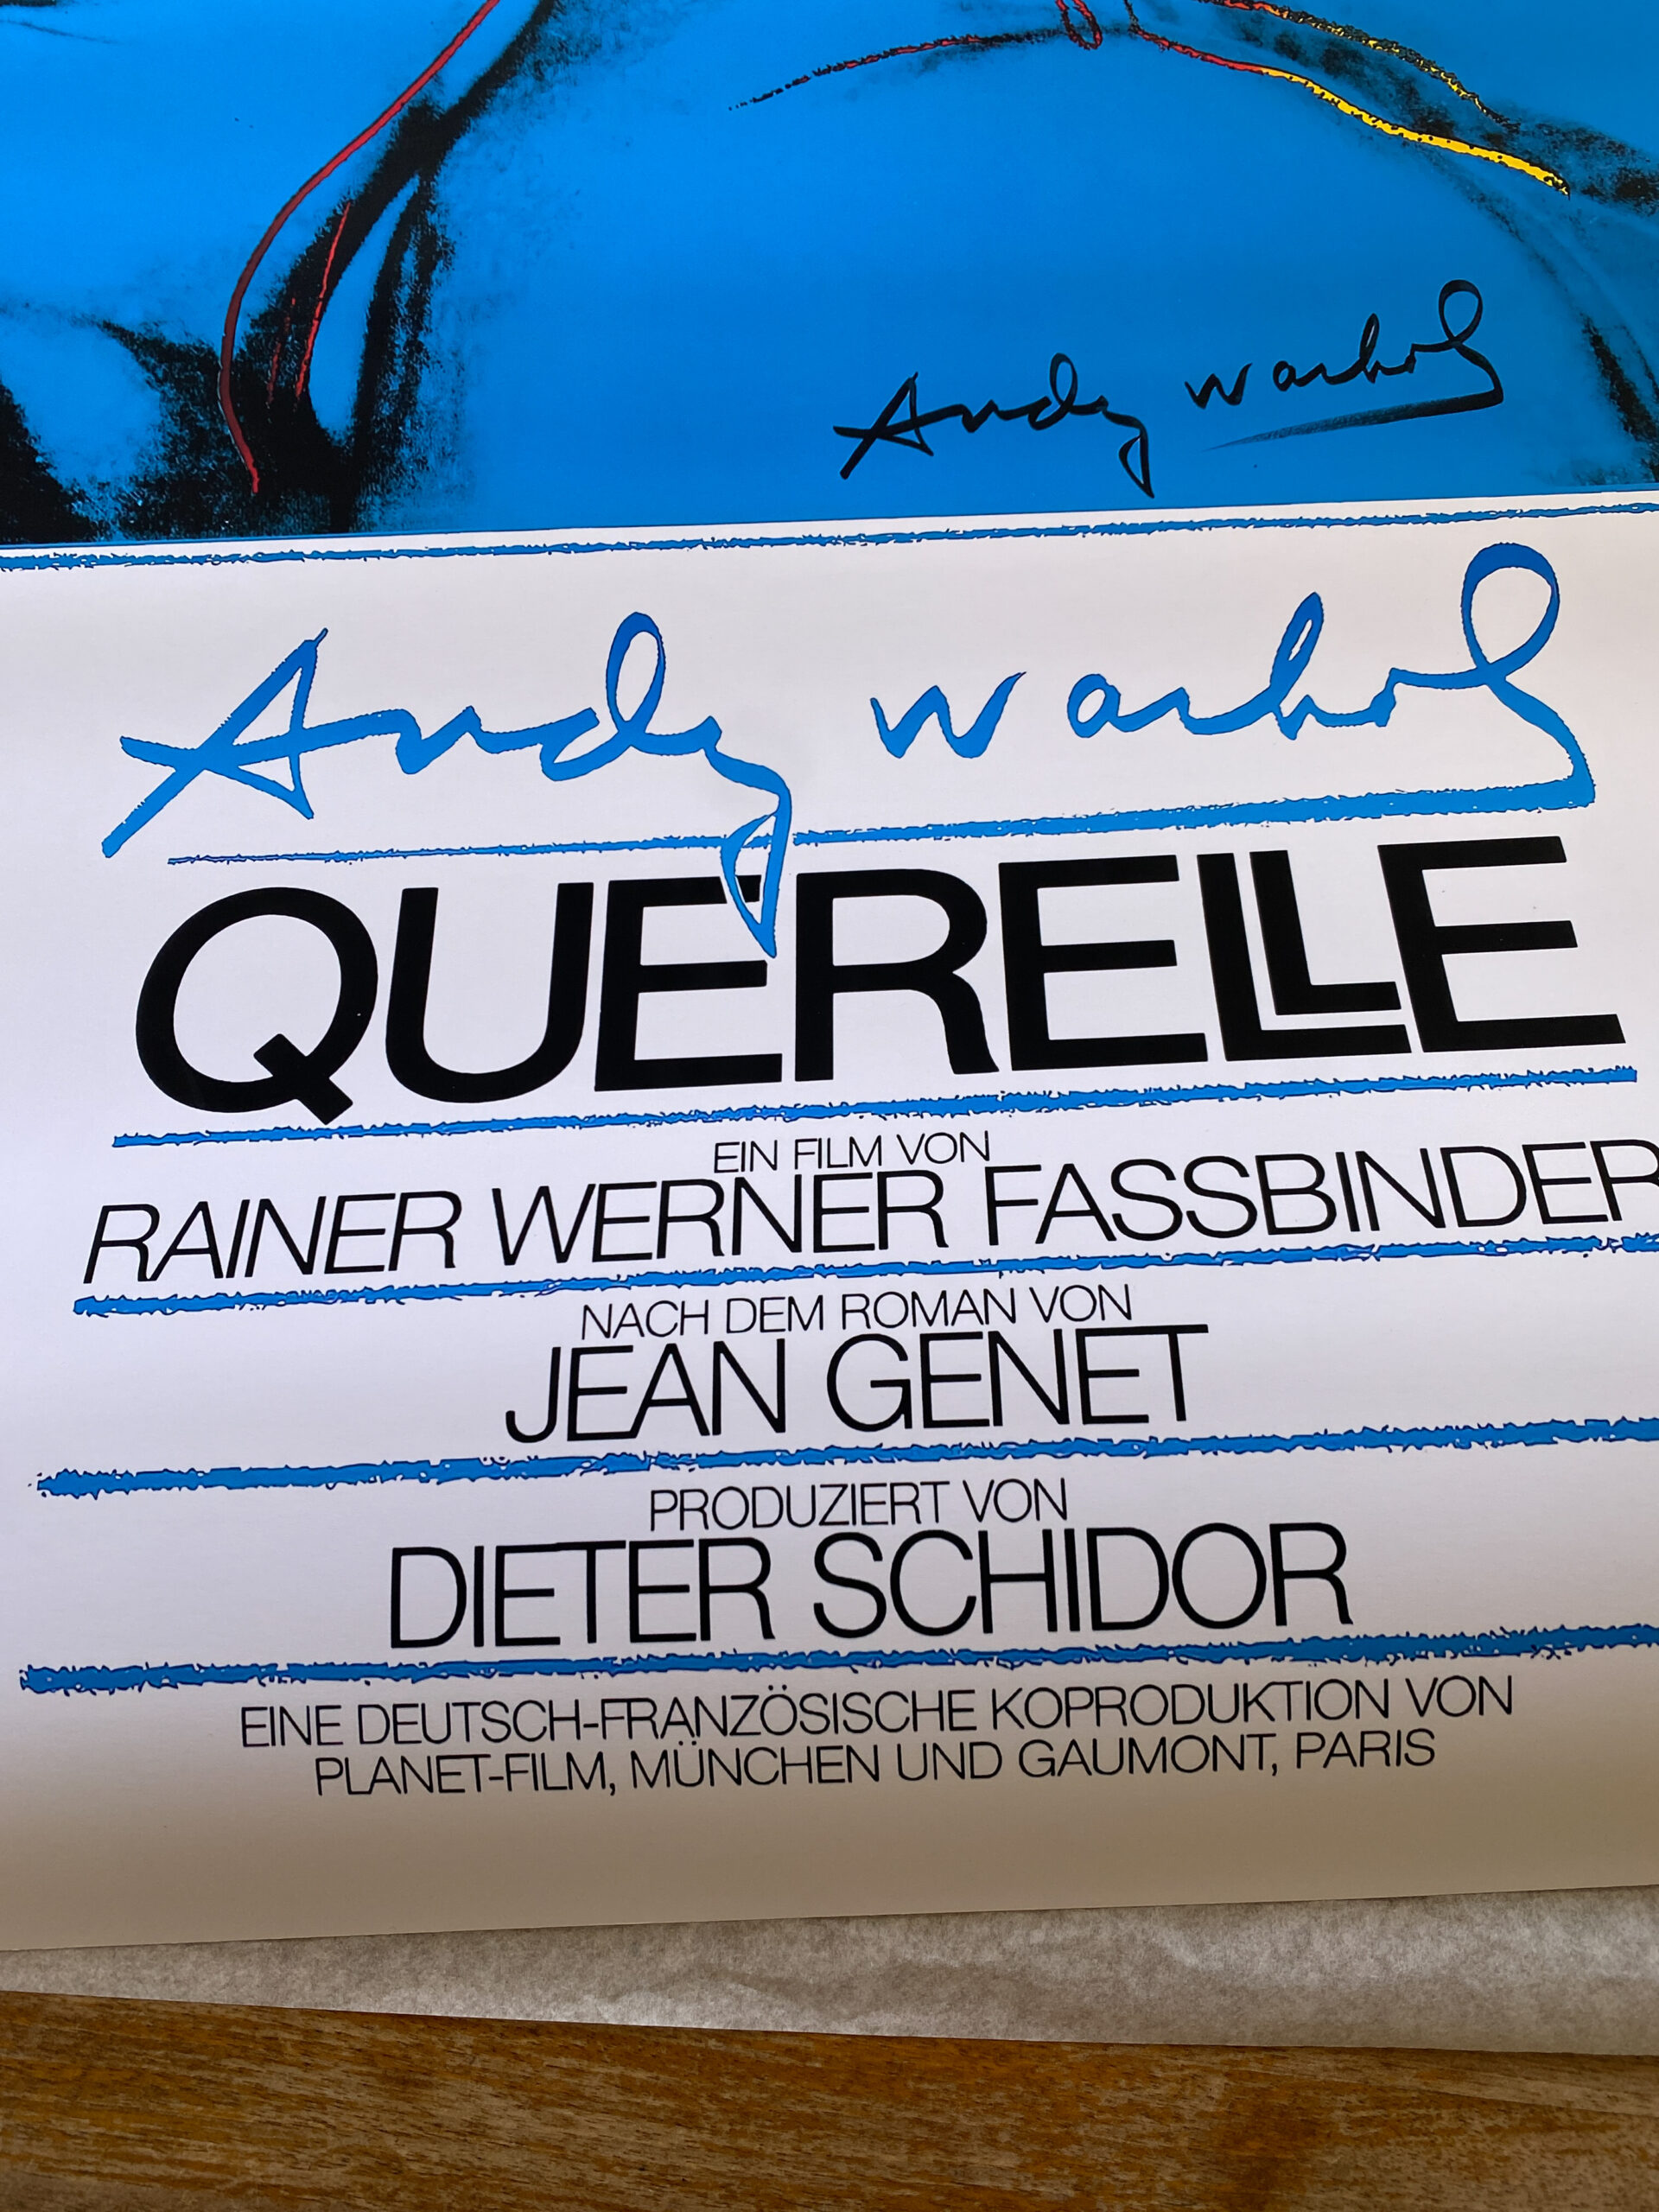 Andy Warhol
Andy Warhol
QUERELLE
EIN FILM VON
RAINER WERNER FASSBINDER
NACH DEM ROMAN VON
JEAN GENET
PRODUZIERT VON
DIETER SCHIDOR
EINE DEUTSCH-FRANZÖSISCHE KOPRODUKTION VON
PLANET-FILM, MÜNCHEN UND GAUMONT, PARIS